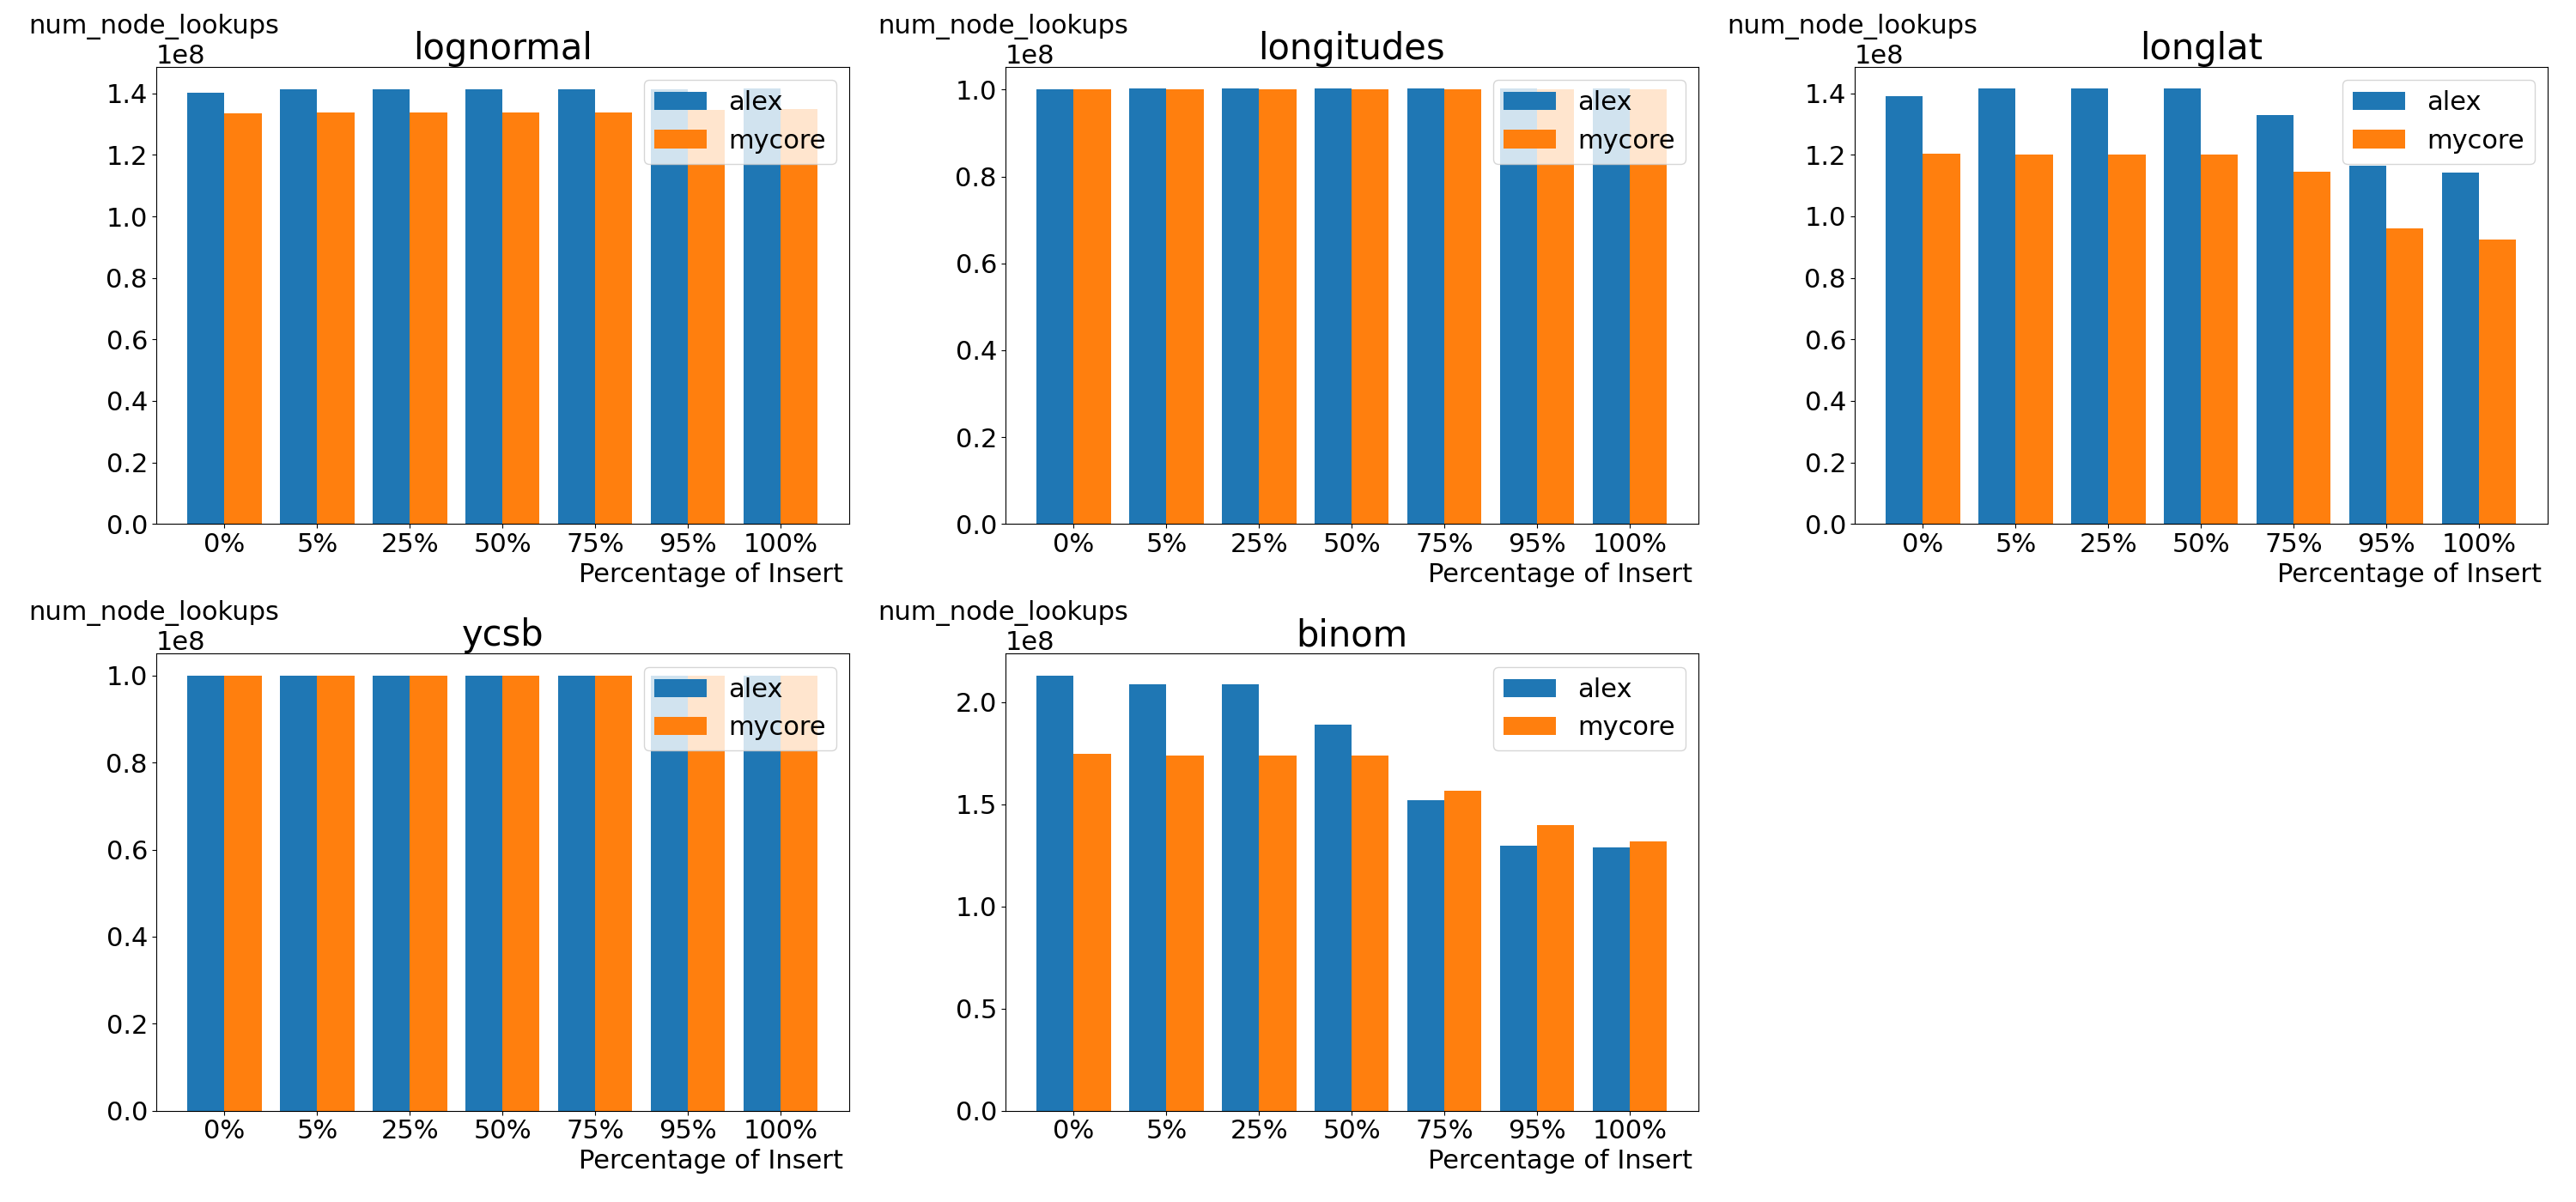 num_node_lookups
1e8
lognormal
1.4
1.2
1.0
0.8
0.6
0.4
0.2
0.0
alex
mycore
0% 5% 25% 50% 75% 95% 100%
Percentage of Insert
num_node_lookups
1e8
longitudes
1.0
0.8
0.6
0.4
0.2
0.0
alex
mycore
0% 5% 25% 50% 75% 95% 100%
Percentage of Insert
num_node_lookups
1e8
longlat
1.4
1.2
1.0
0.8
0.6
0.4
0.2
0.0
alex
mycore
0% 5% 25% 50% 75% 95% 100%
Percentage of Insert
num_node_lookups
1e8
ycsb
1.0
0.8
0.6
0.4
0.2
0.0
alex
mycore
0% 5% 25% 50% 75% 95% 100%
Percentage of Insert
num_node_lookups
1e8
binom
2.0
1.5
1.0
0.5
0.0
alex
mycore
0% 5% 25% 50% 75% 95% 100%
Percentage of Insert